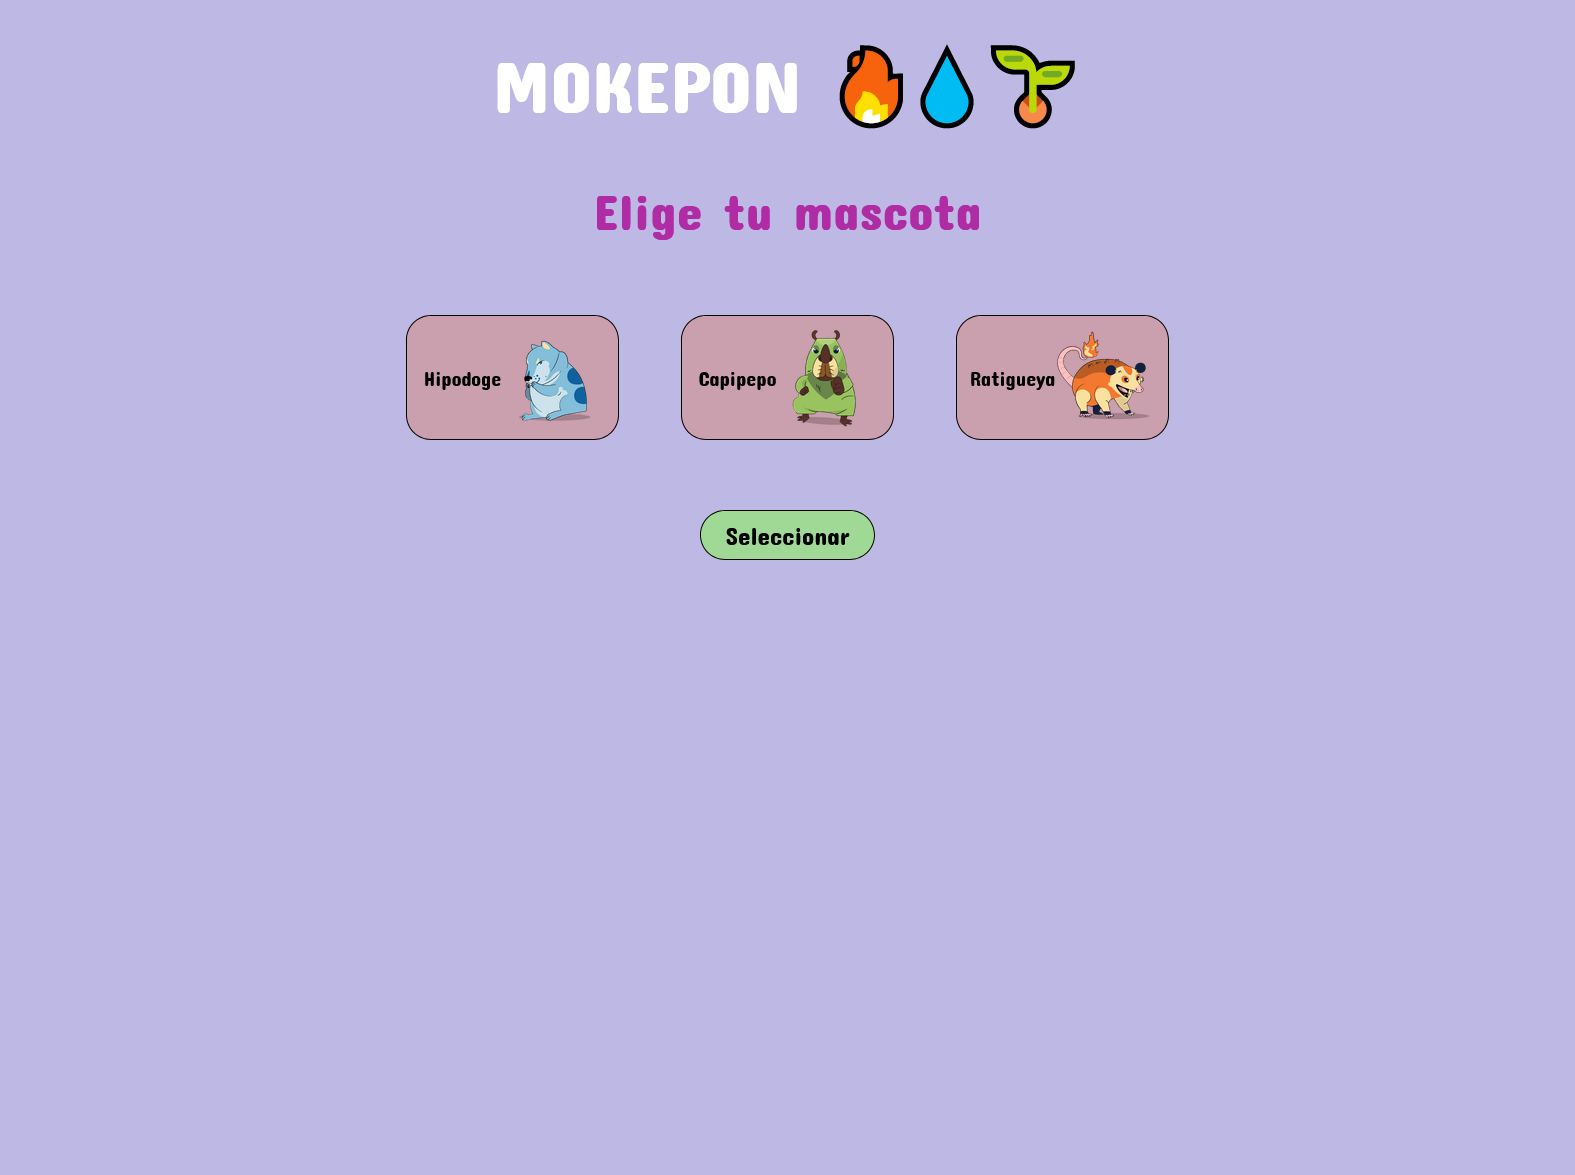 MOKEPON 🔥💧🌱
Elige tu mascota
Hipodoge
Capipepo
Ratigueya
Seleccionar